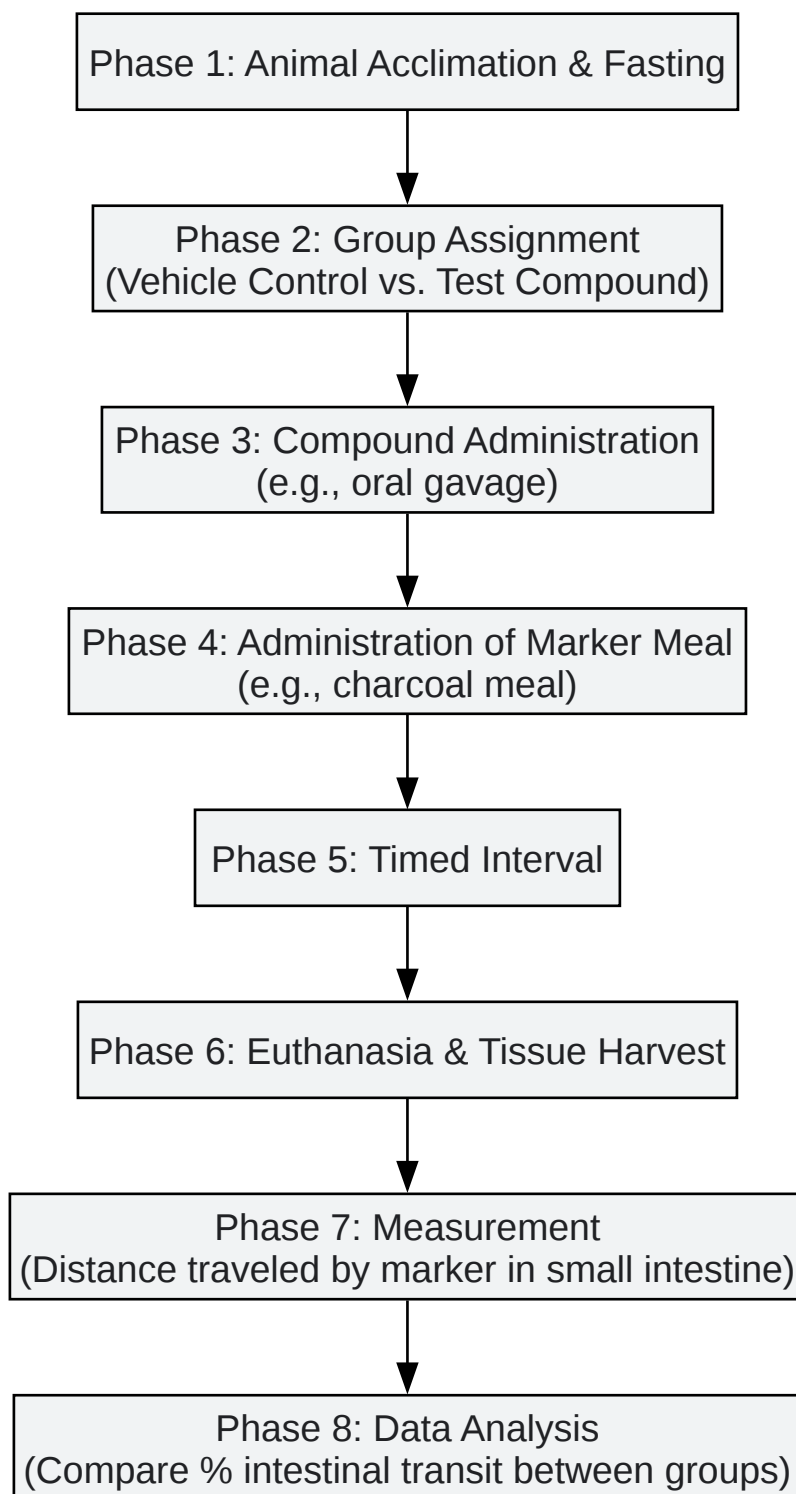 Phase 1: Animal Acclimation & Fasting
Phase 2: Group Assignment
(Vehicle Control vs. Test Compound)
Phase 3: Compound Administration
(e.g., oral gavage)
Phase 4: Administration of Marker Meal
(e.g., charcoal meal)
Phase 5: Timed Interval
Phase 6: Euthanasia & Tissue Harvest
Phase 7: Measurement
(Distance traveled by marker in small intestine)
Phase 8: Data Analysis
(Compare % intestinal transit between groups)